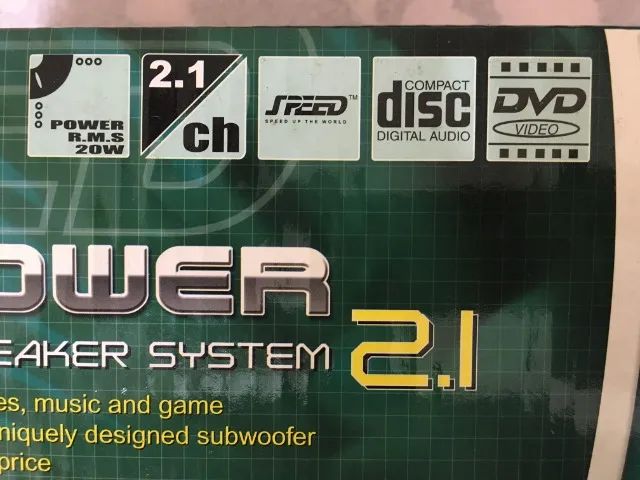 POWER
R.M.S
20W
2.1
ch
SPEED™
SPEED UP THE WORLD
COMPACT
disc
DIGITAL AUDIO
DVD
VIDEO
OWER
EAKER SYSTEM 2.1
es, music and game
niquely designed subwoofer
price